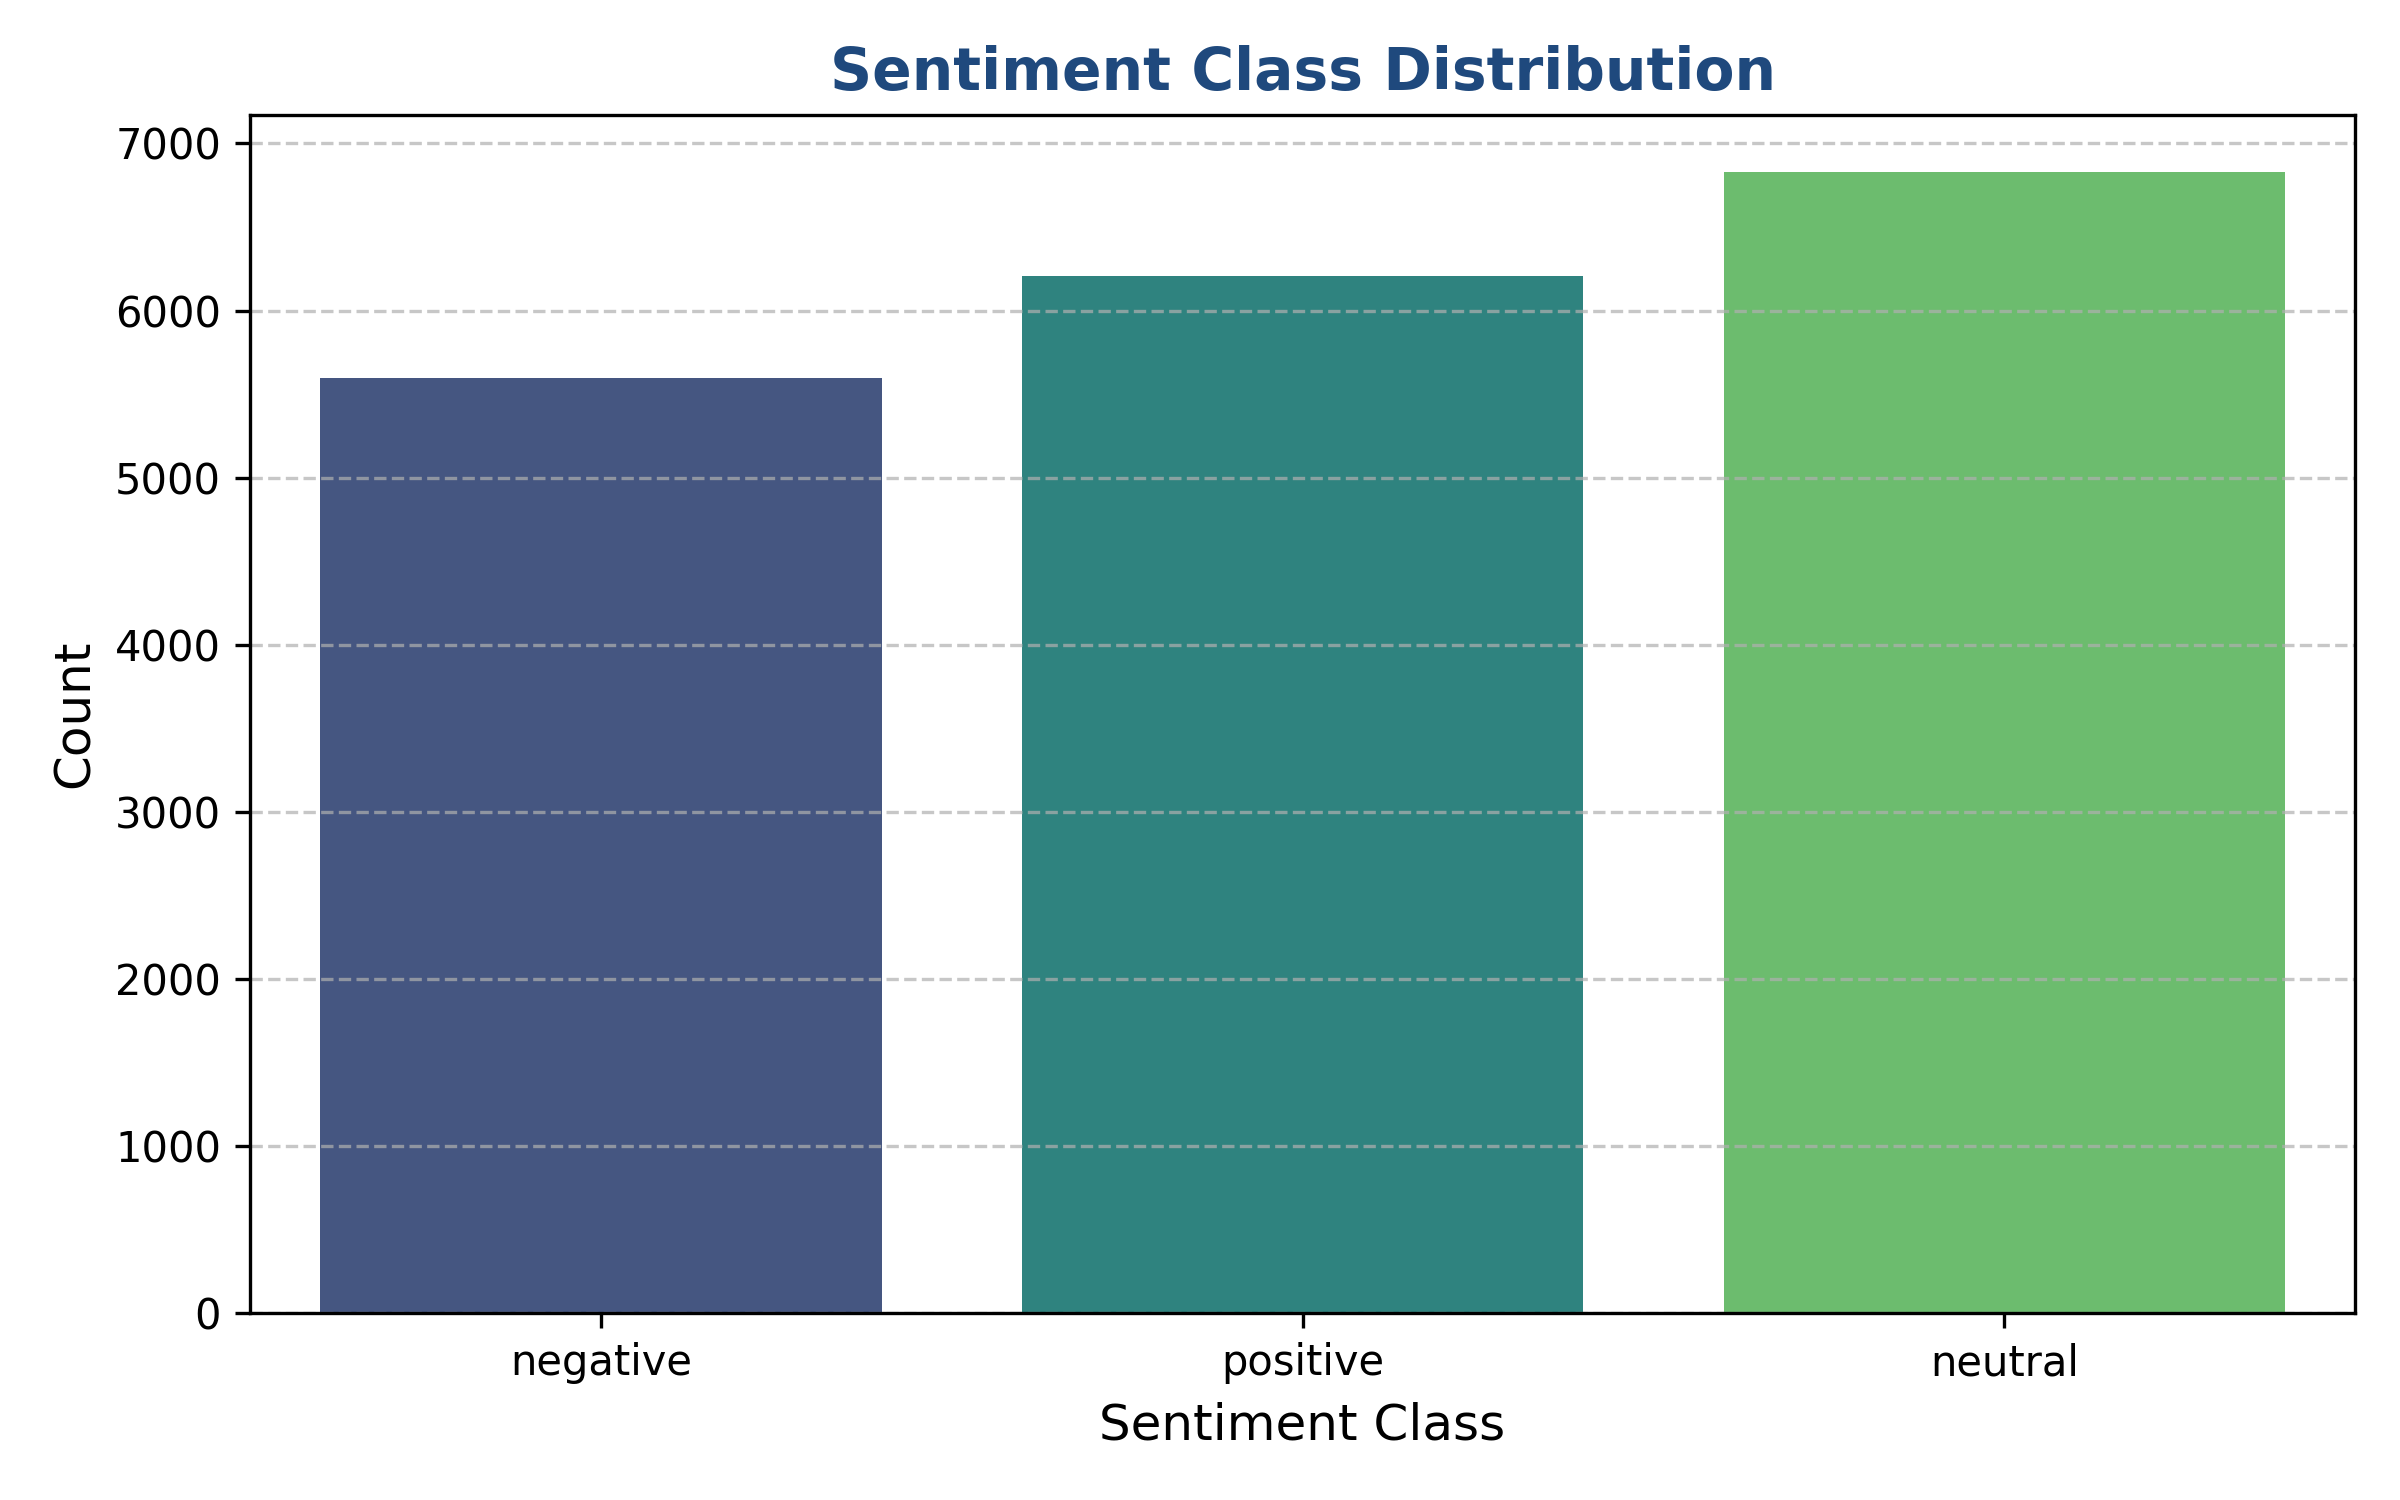 Sentiment Class Distribution
7000
6000
5000
4000
3000
2000
1000
0
Count
negative
positive
neutral
Sentiment Class